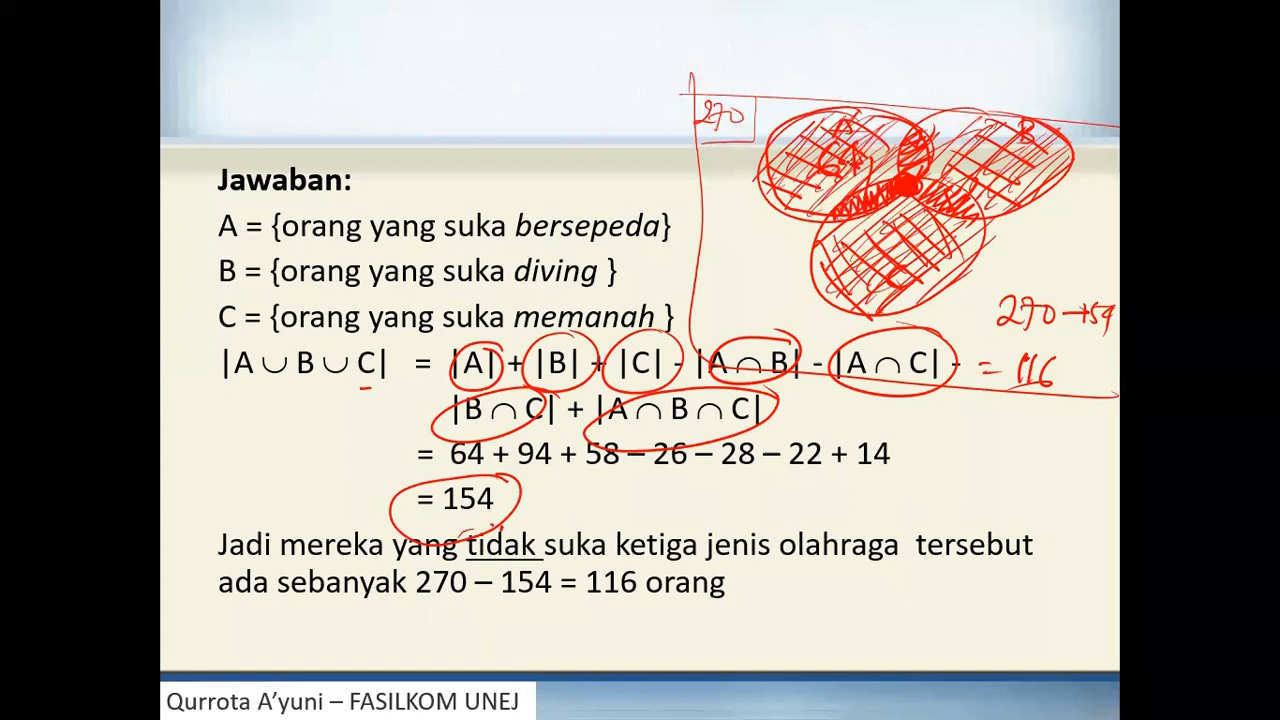 270
A
B
64
C
Jawaban:
A = {orang yang suka bersepeda}
B = {orang yang suka diving }
C = {orang yang suka memanah }
270 → 154
|A ∪ B ∪ C| = |A| + |B| + |C| - |A ∩ B| - |A ∩ C| -
= 116
|B ∩ C| + |A ∩ B ∩ C|
= 64 + 94 + 58 – 26 – 28 – 22 + 14
= 154
Jadi mereka yang tidak suka ketiga jenis olahraga tersebut
ada sebanyak 270 – 154 = 116 orang
Qurrota A’yuni – FASILKOM UNEJ